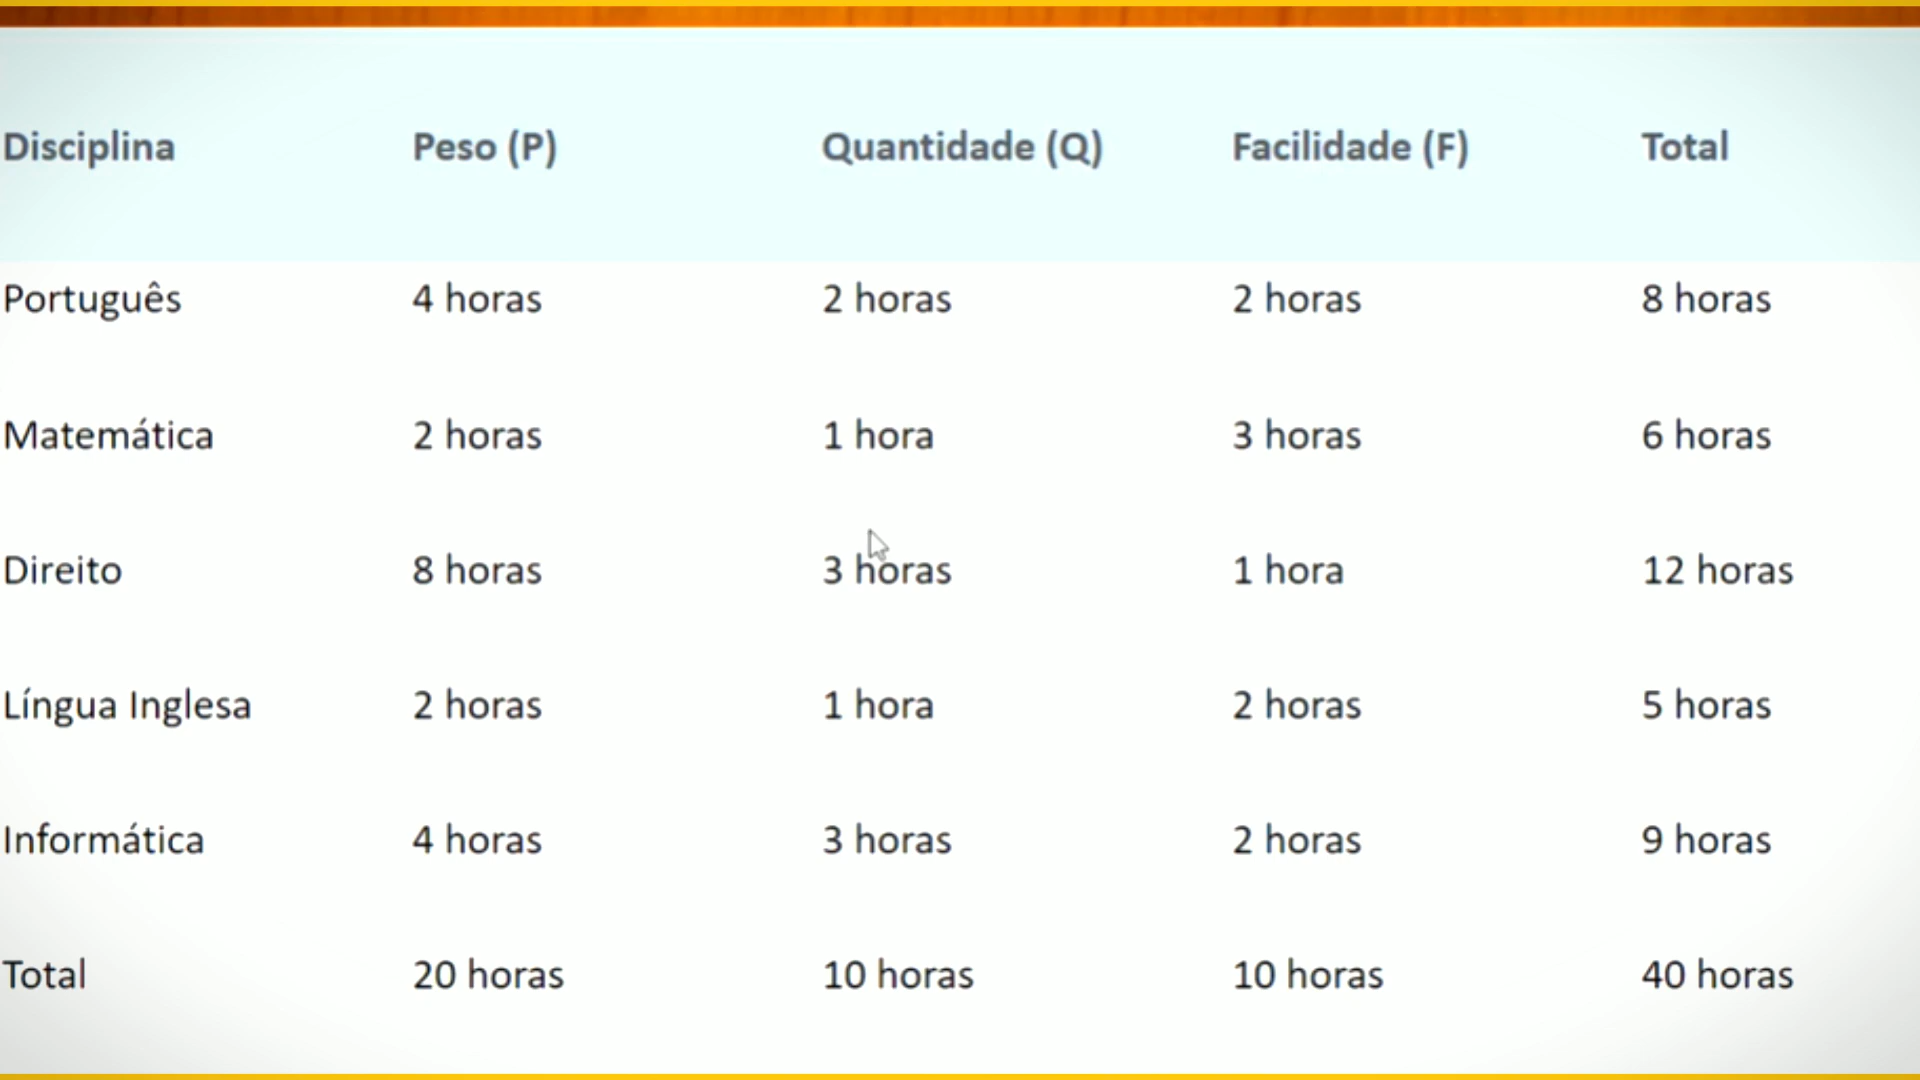 Disciplina Peso (P) Quantidade (Q) Facilidade (F) Total
Português 4 horas 2 horas 2 horas 8 horas
Matemática 2 horas 1 hora 3 horas 6 horas
Direito 8 horas 3 horas 1 hora 12 horas
Língua Inglesa 2 horas 1 hora 2 horas 5 horas
Informática 4 horas 3 horas 2 horas 9 horas
Total 20 horas 10 horas 10 horas 40 horas